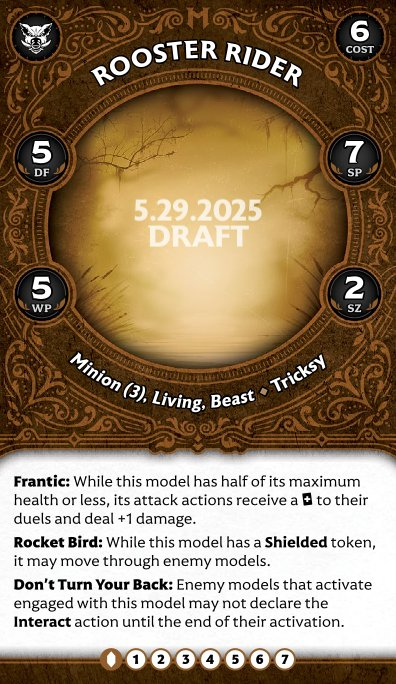 ROOSTER RIDER
6
COST
5
DF
7
SP
5.29.2025
DRAFT
5
WP
2
SZ
Minion (3), Living, Beast ◆ Tricksy
Frantic: While this model has half of its maximum
health or less, its attack actions receive a to their
duels and deal +1 damage.
Rocket Bird: While this model has a Shielded token,
it may move through enemy models.
Don't Turn Your Back: Enemy models that activate
engaged with this model may not declare the
Interact action until the end of their activation.
1 2 3 4 5 6 7